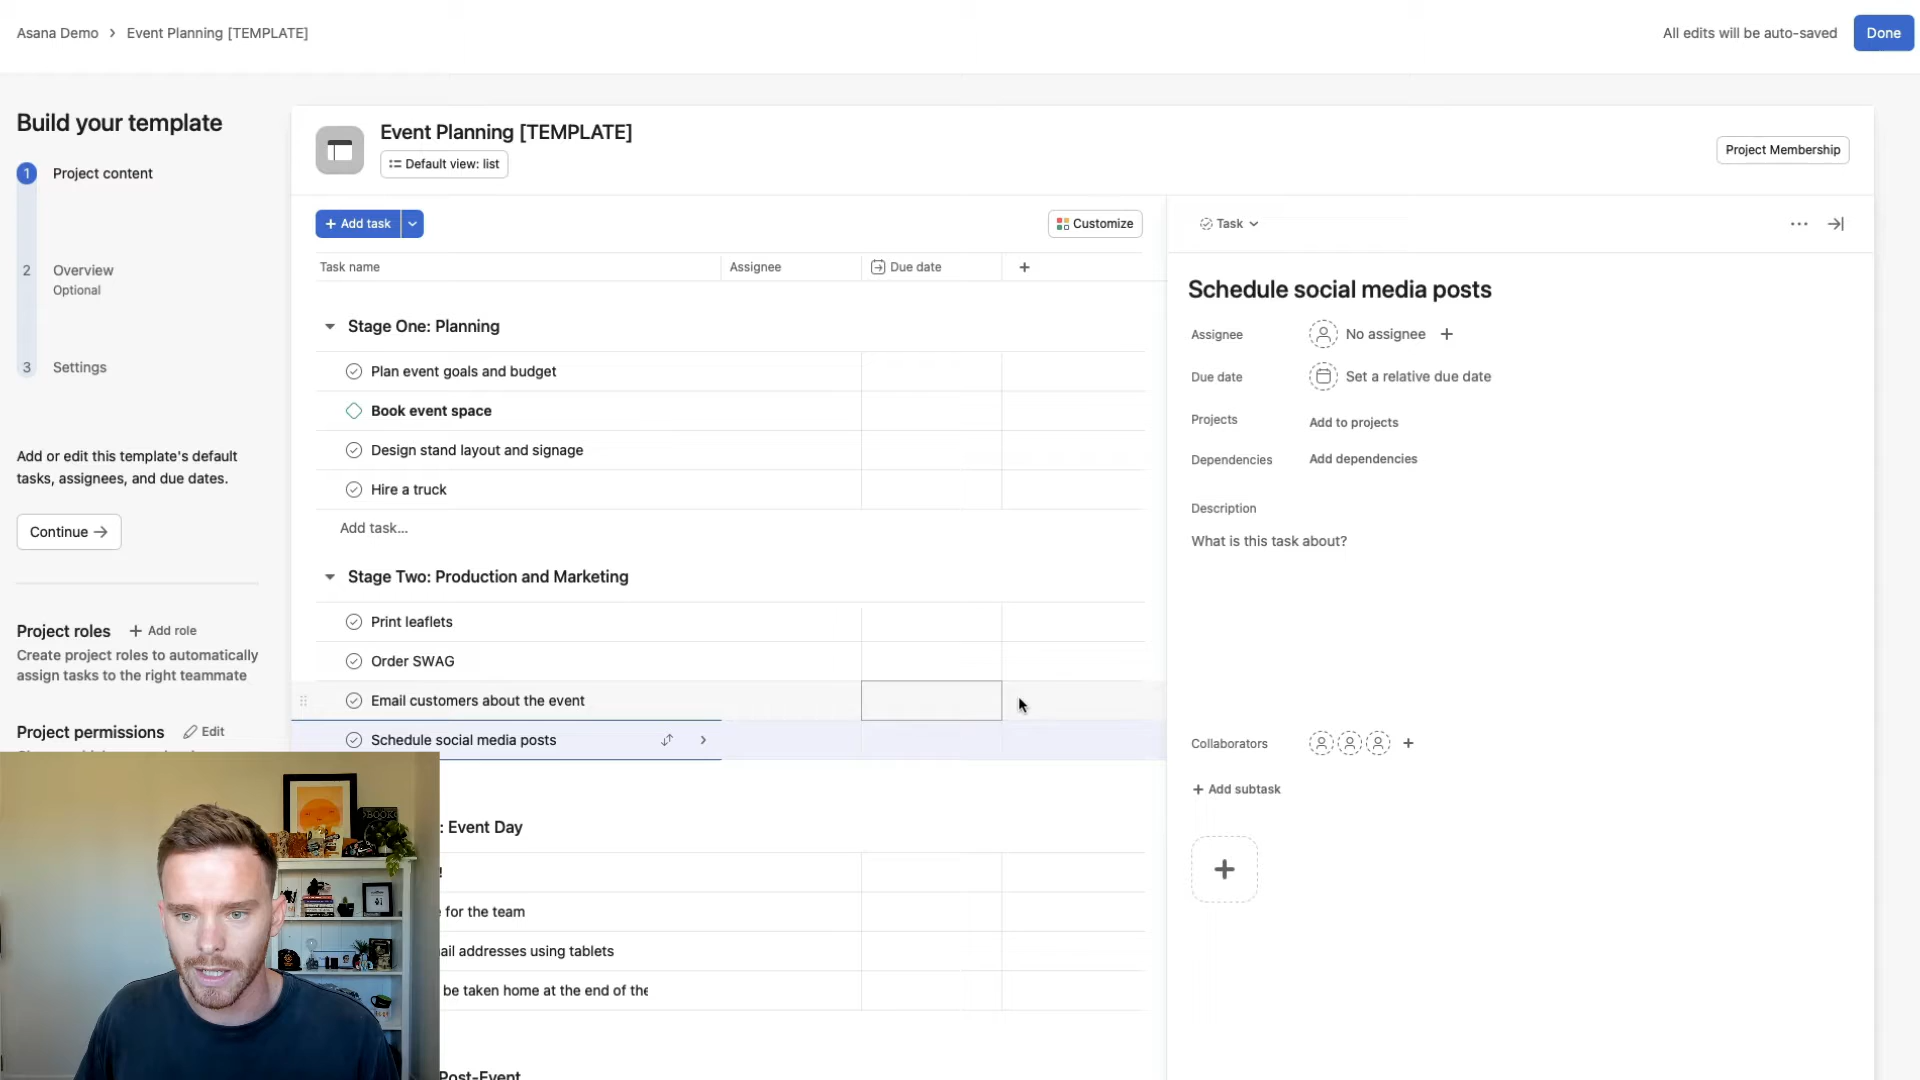 Asana Demo > Event Planning [TEMPLATE]
All edits will be auto-saved
Done
Build your template
1 Project content
2 Overview
Optional
3 Settings
Add or edit this template's default
tasks, assignees, and due dates.
Continue →
Project roles + Add role
Create project roles to automatically
assign tasks to the right teammate
Project permissions Edit
Event Planning [TEMPLATE]
Default view: list
Project Membership
+ Add task
Customize
Task name Assignee Due date +
Stage One: Planning
Plan event goals and budget
Book event space
Design stand layout and signage
Hire a truck
Add task...
Stage Two: Production and Marketing
Print leaflets
Order SWAG
Email customers about the event
Schedule social media posts
: Event Day
!
for the team
ail addresses using tablets
be taken home at the end of the
Post-Event
Task
Schedule social media posts
Assignee No assignee +
Due date Set a relative due date
Projects Add to projects
Dependencies Add dependencies
Description
What is this task about?
Collaborators +
+ Add subtask
+